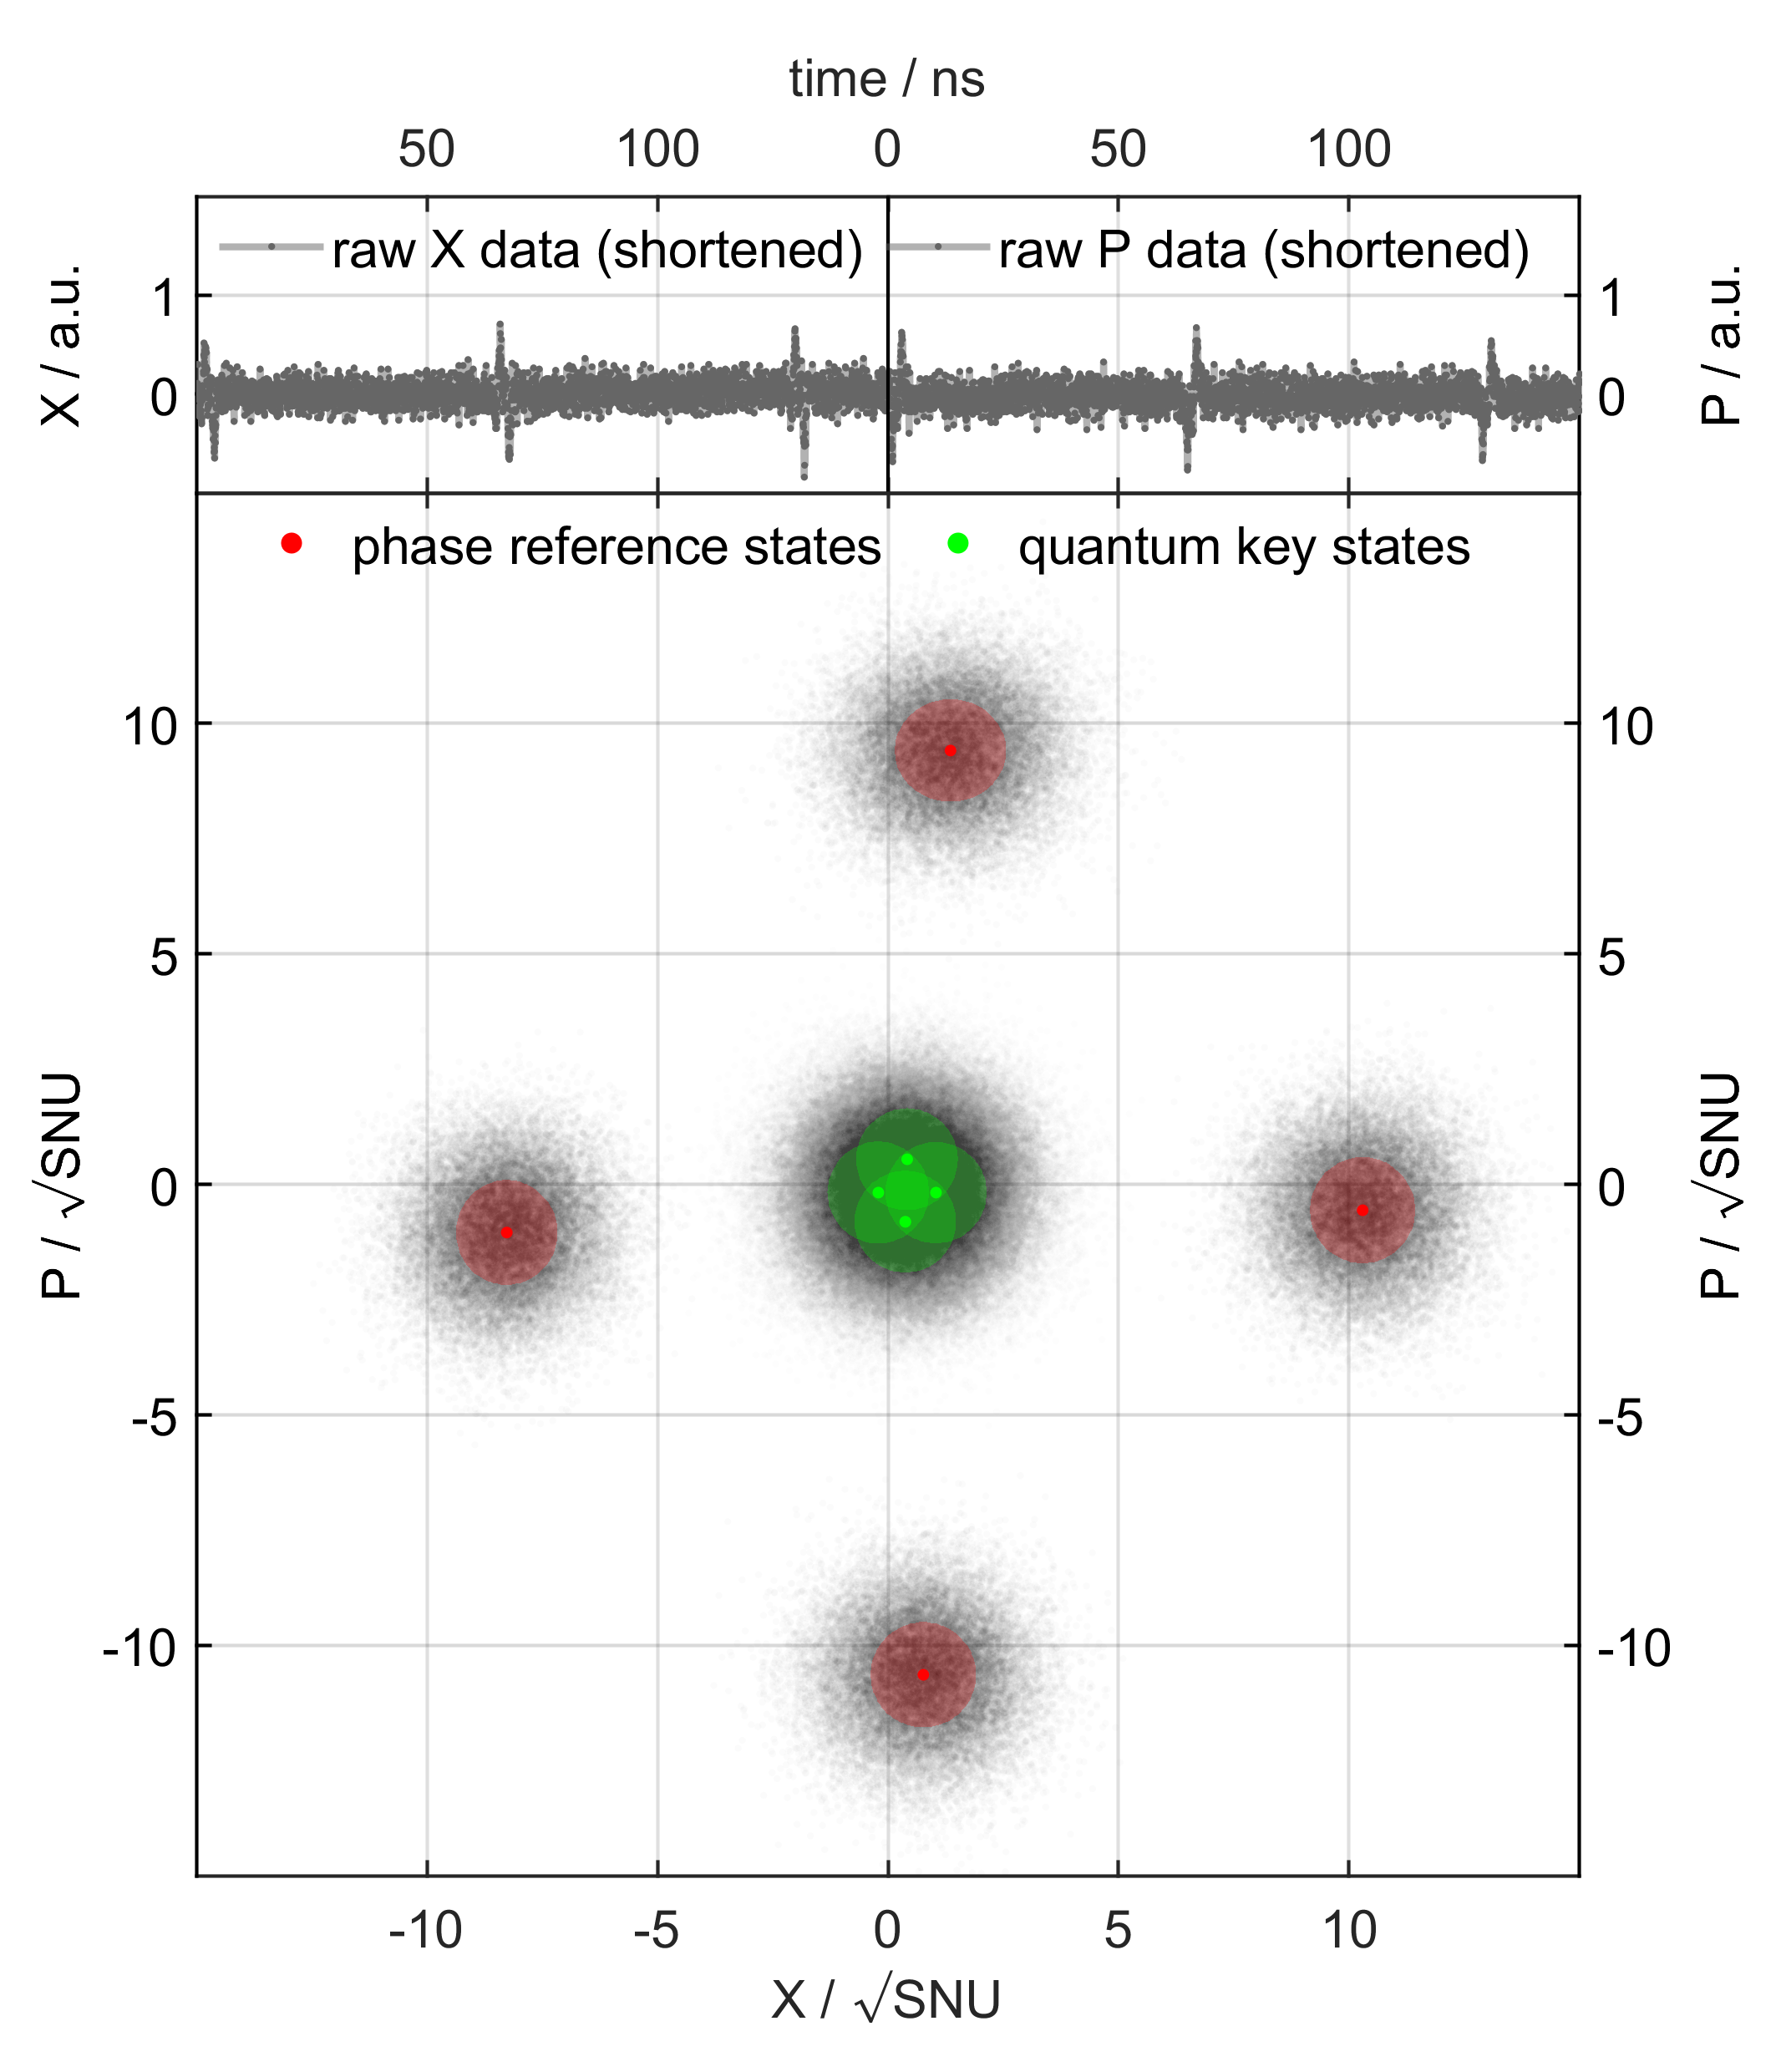 time / ns
50 100 0 50 100
raw X data (shortened) raw P data (shortened)
X / a.u.
1
0
1
0
P / a.u.
phase reference states quantum key states
P / √SNU
10
5
0
-5
-10
10
5
0
-5
-10
P / √SNU
-10 -5 0 5 10
X / √SNU